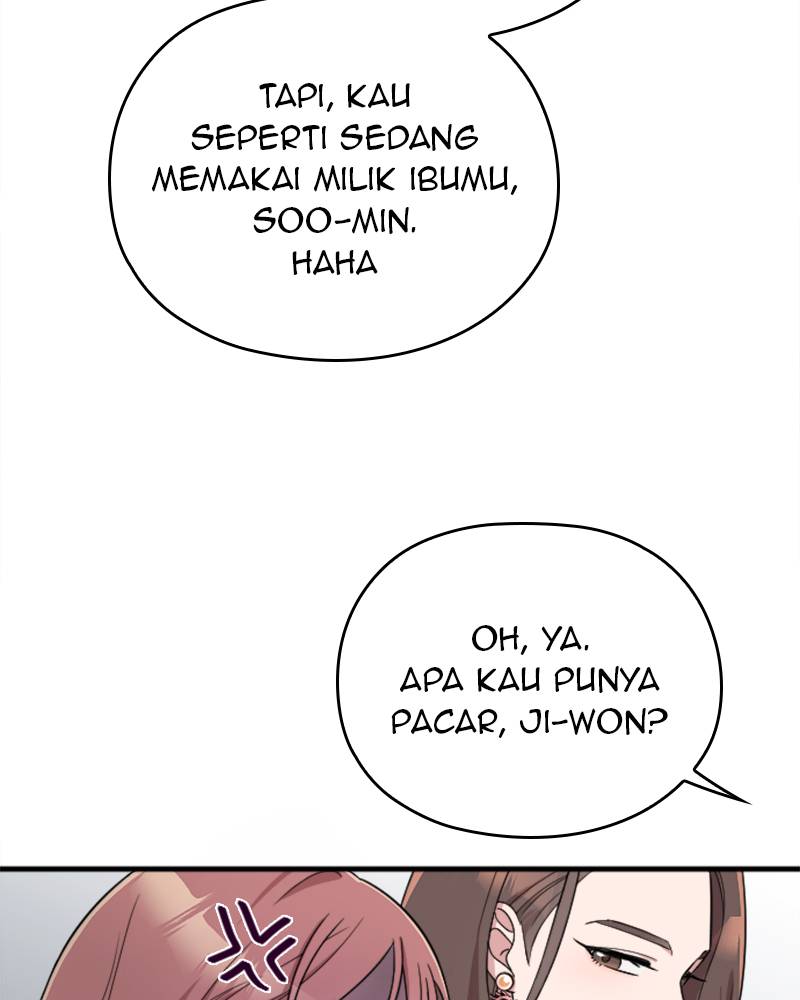 TAPI, KAU
SEPERTI SEDANG
MEMAKAI MILIK IBUMU,
SOO-MIN.
HAHA
OH, YA.
APA KAU PUNYA
PACAR, JI-WON?